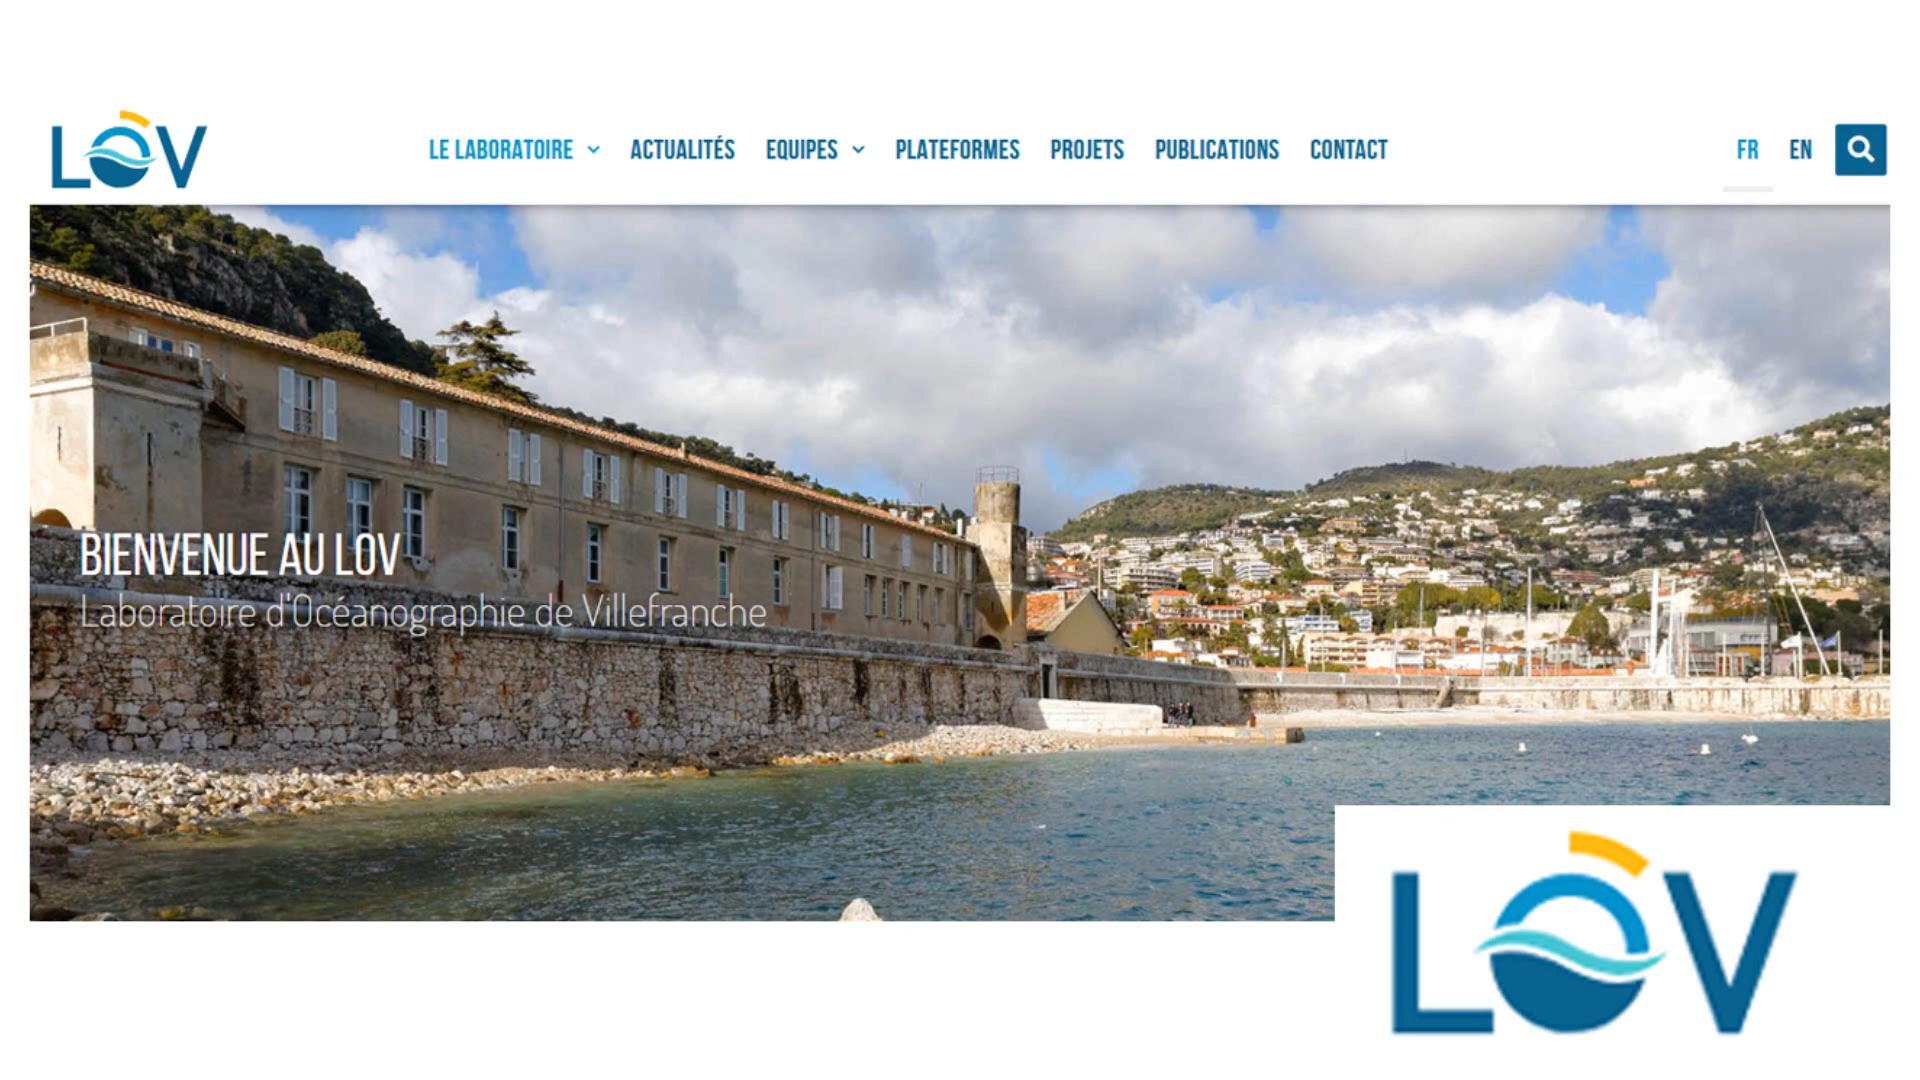 LOV
LE LABORATOIRE ACTUALITÉS EQUIPES PLATEFORMES PROJETS PUBLICATIONS CONTACT FR EN
BIENVENUE AU LOV
Laboratoire d'Océanographie de Villefranche
LOV